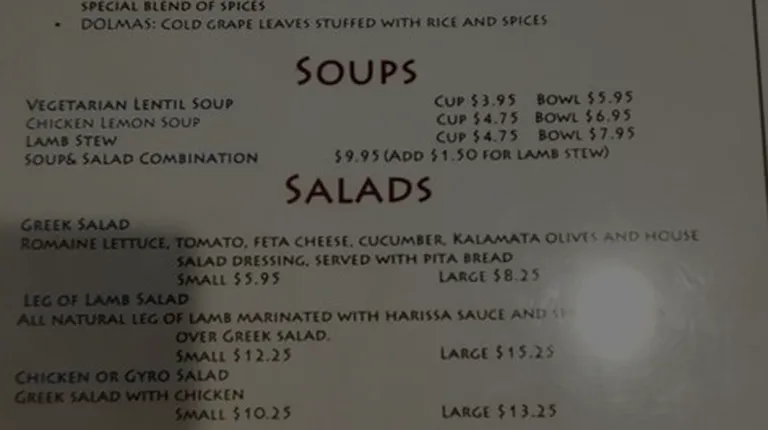 SPECIAL BLEND OF SPICES
• DOLMAS: COLD GRAPE LEAVES STUFFED WITH RICE AND SPICES
SOUPS
VEGETARIAN LENTIL SOUP CUP $3.95 BOWL $5.95
CHICKEN LEMON SOUP CUP $4.75 BOWL $6.95
LAMB STEW CUP $4.75 BOWL $7.95
SOUP& SALAD COMBINATION $9.95 (ADD $1.50 FOR LAMB STEW)
SALADS
GREEK SALAD
ROMAINE LETTUCE, TOMATO, FETA CHEESE, CUCUMBER, KALAMATA OLIVES AND HOUSE
SALAD DRESSING, SERVED WITH PITA BREAD
SMALL $5.95 LARGE $8.25
LEG OF LAMB SALAD
ALL NATURAL LEG OF LAMB MARINATED WITH HARISSA SAUCE AND
OVER GREEK SALAD.
SMALL $12.25 LARGE $15.25
CHICKEN OR GYRO SALAD
GREEK SALAD WITH CHICKEN
SMALL $10.25 LARGE $13.25